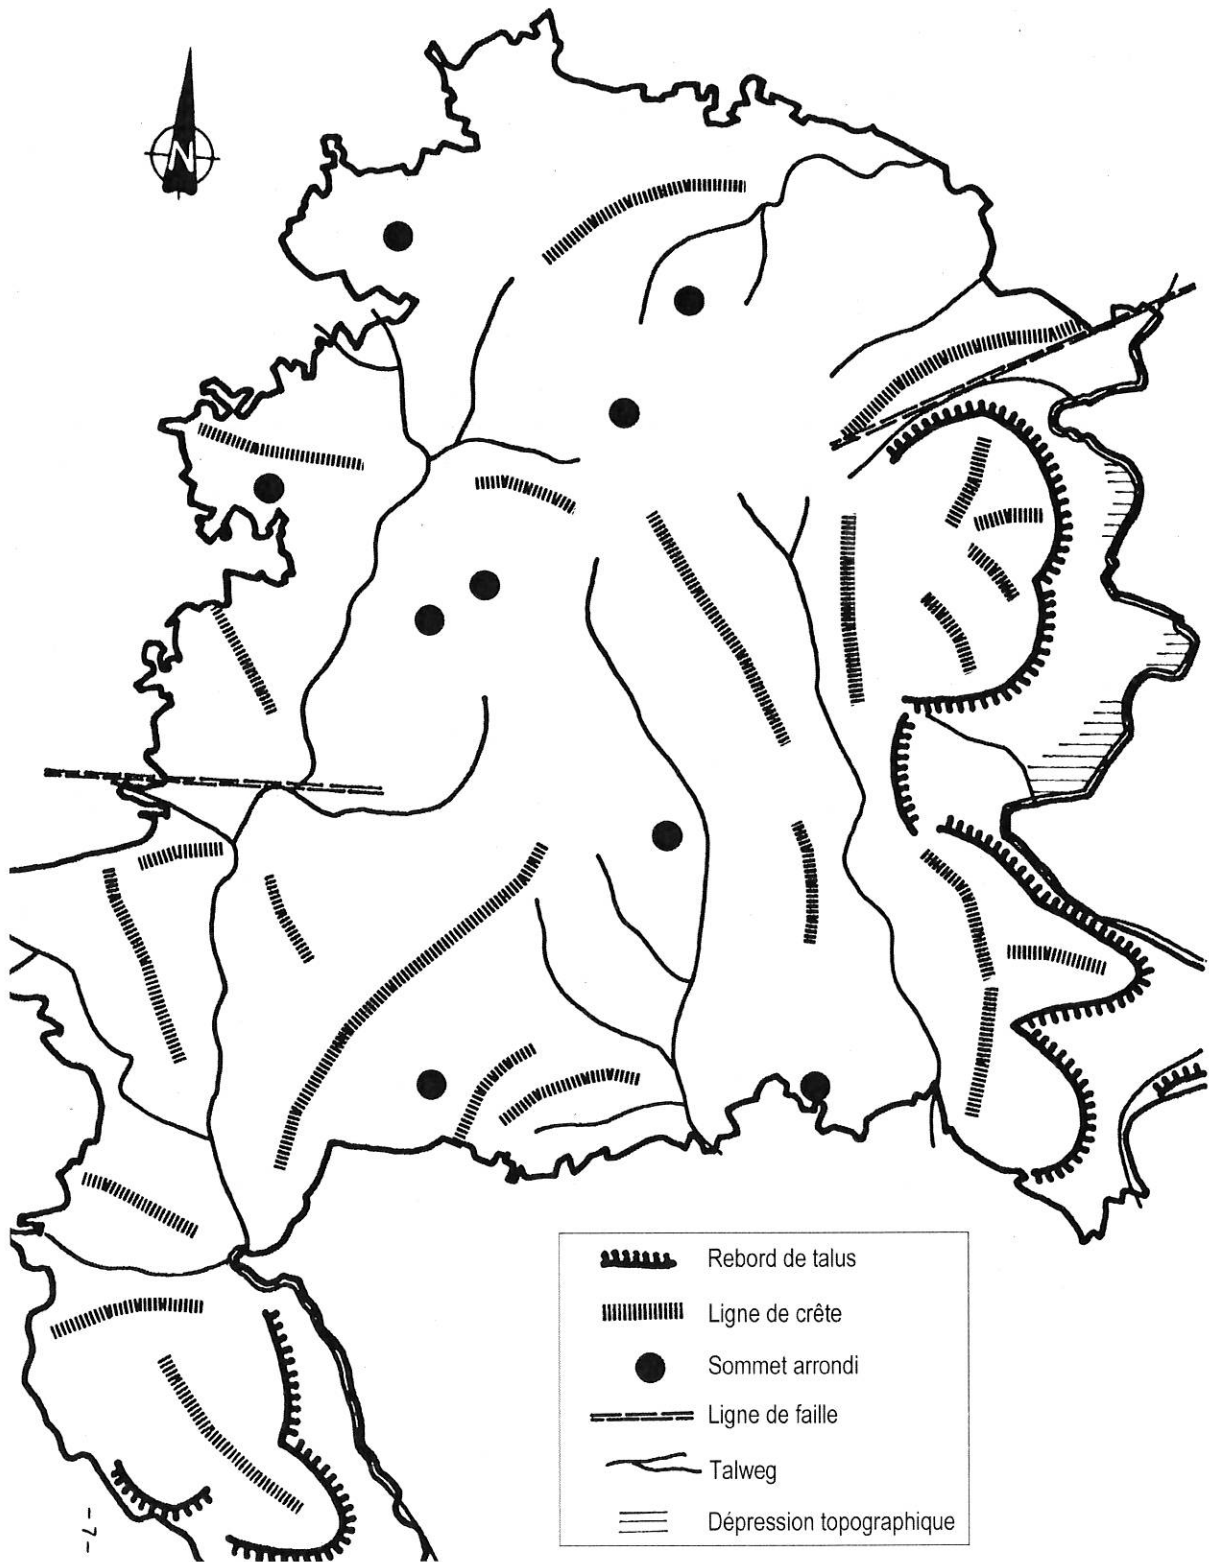 N
Rebord de talus
Ligne de crête
Sommet arrondi
Ligne de faille
Talweg
Dépression topographique
-7-